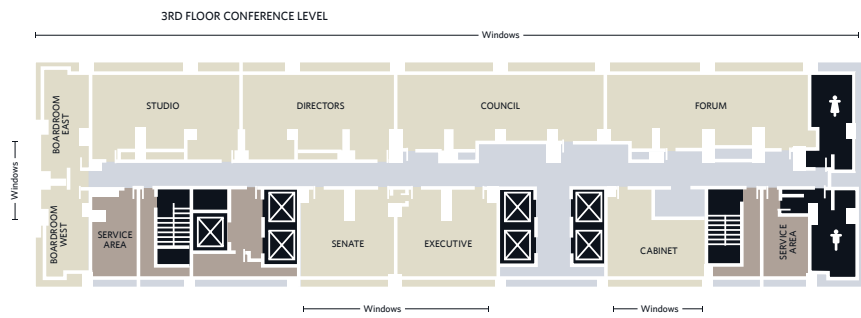 3RD FLOOR CONFERENCE LEVEL
Windows
BOARDROOM
EAST
STUDIO
DIRECTORS
COUNCIL
FORUM
Windows
BOARDROOM
WEST
SERVICE
AREA
SENATE
EXECUTIVE
CABINET
SERVICE
AREA
Windows
Windows